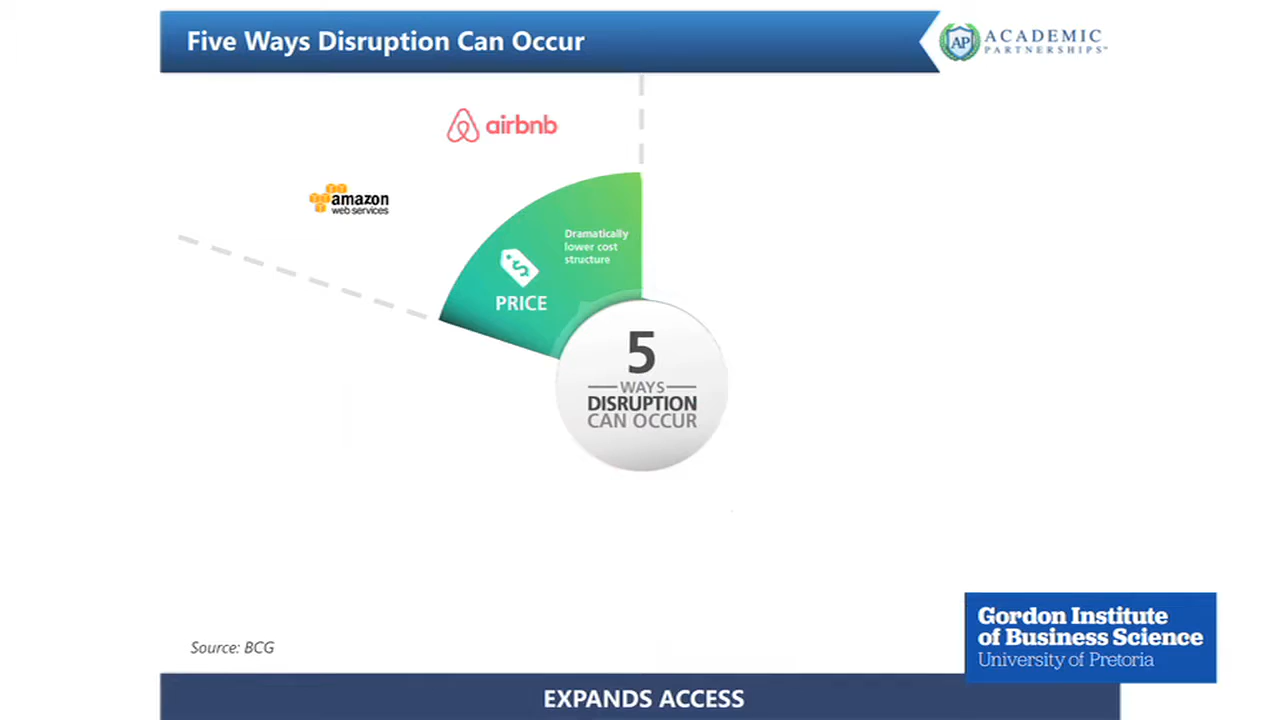 Five Ways Disruption Can Occur
AP
ACADEMIC
PARTNERSHIPS
airbnb
amazon
web services
Dramatically
lower cost
structure
PRICE
5
WAYS
DISRUPTION
CAN OCCUR
Source: BCG
Gordon Institute
of Business Science
University of Pretoria
EXPANDS ACCESS